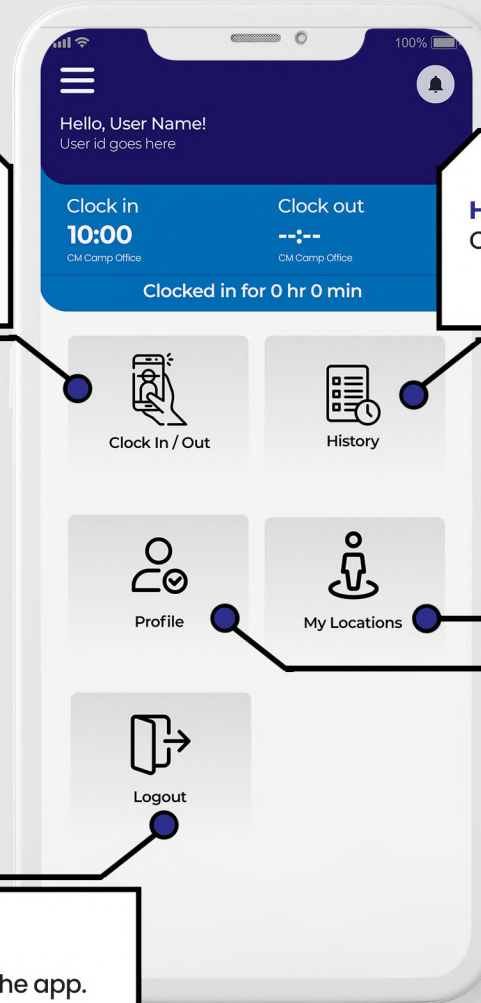 100%
Hello, User Name!
User id goes here
Clock in
Clock out
10:00
--:--
CM Camp Office
CM Camp Office
Clocked in for 0 hr 0 min
Clock In / Out
History
Profile
My Locations
Logout
the app.